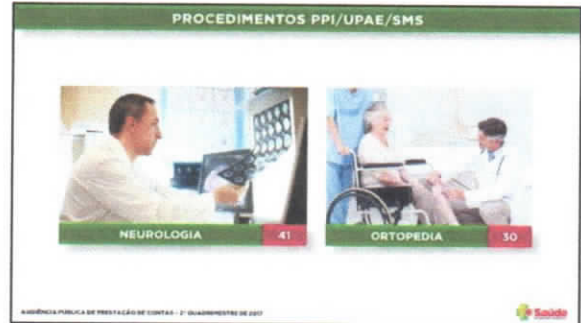 PROCEDIMENTOS PPI/UPAE/SMS
NEUROLOGIA 41
ORTOPEDIA 30
AUDIÊNCIA PÚBLICA DE PRESTAÇÃO DE CONTAS - 2º QUADRIMESTRE DE 2017
Saúde